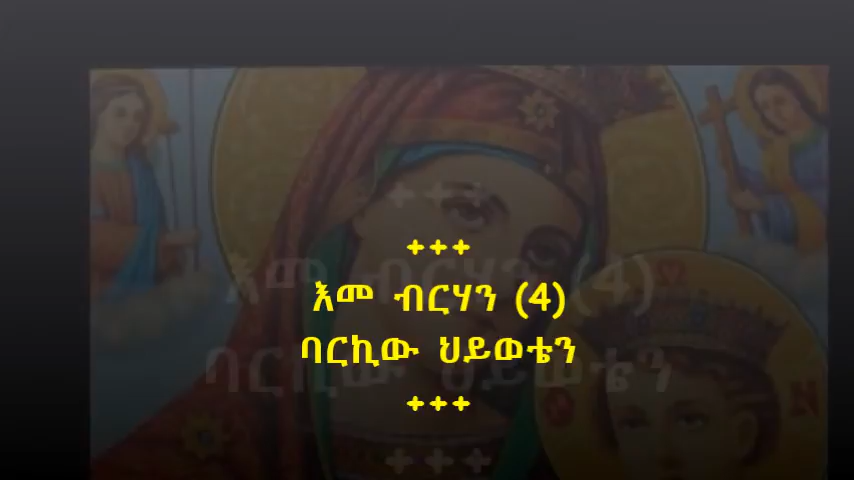 +++
እመ ብርሃን (4)
ባርኪው ህይወቴን
+++